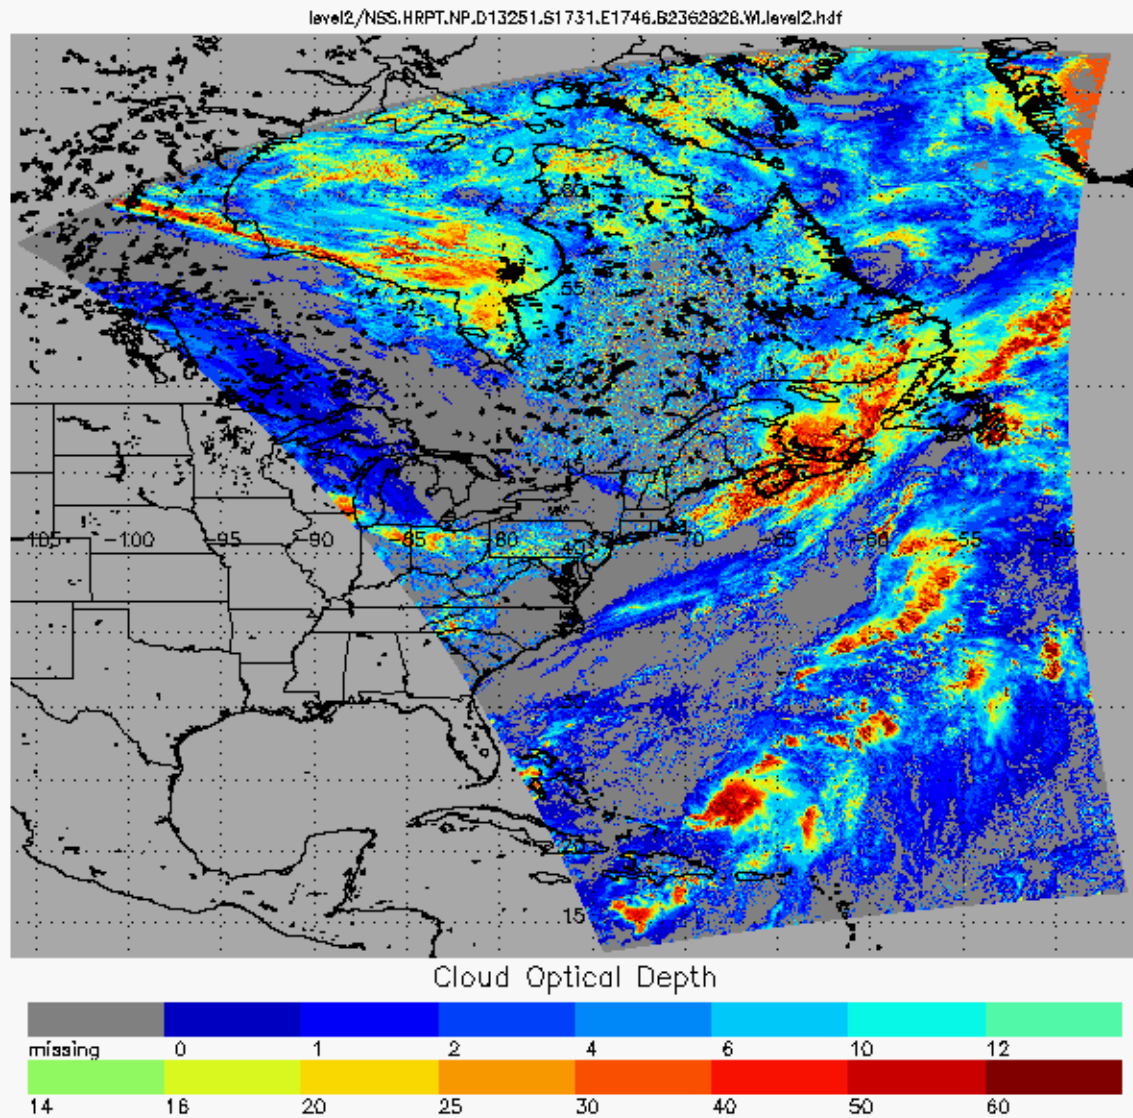 level2/NSS.HRPT.NP.D13251.S1731.E1746.B2362828.WI.level2.hdf
60
55
-105 -100 -95 -90 -85 -80 -75 -70 -65 -60 -55 -50
40
30
20
15
Cloud Optical Depth
missing 0 1 2 4 6 10 12
14 16 20 25 30 40 50 60